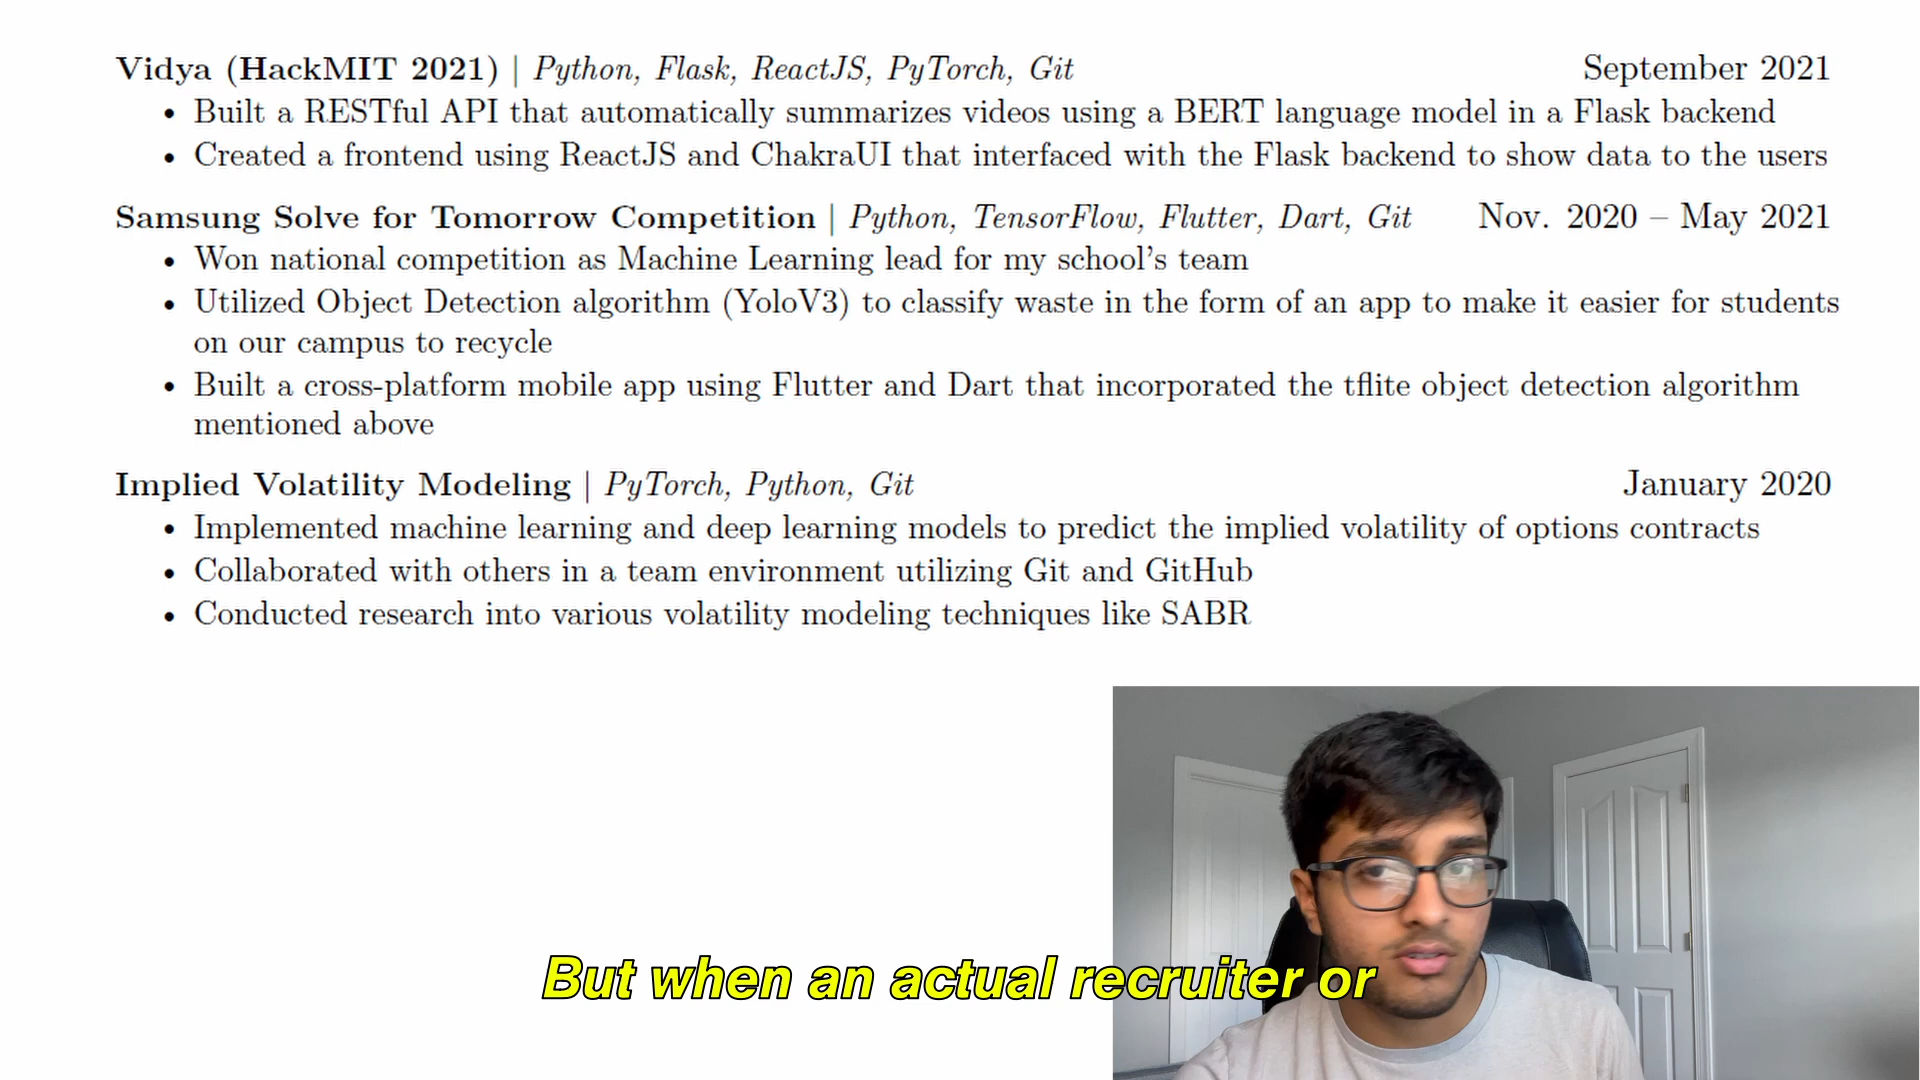 Vidya (HackMIT 2021) | Python, Flask, ReactJS, PyTorch, Git September 2021
• Built a RESTful API that automatically summarizes videos using a BERT language model in a Flask backend
• Created a frontend using ReactJS and ChakraUI that interfaced with the Flask backend to show data to the users
Samsung Solve for Tomorrow Competition | Python, TensorFlow, Flutter, Dart, Git Nov. 2020 – May 2021
• Won national competition as Machine Learning lead for my school's team
• Utilized Object Detection algorithm (YoloV3) to classify waste in the form of an app to make it easier for students
on our campus to recycle
• Built a cross-platform mobile app using Flutter and Dart that incorporated the tflite object detection algorithm
mentioned above
Implied Volatility Modeling | PyTorch, Python, Git January 2020
• Implemented machine learning and deep learning models to predict the implied volatility of options contracts
• Collaborated with others in a team environment utilizing Git and GitHub
• Conducted research into various volatility modeling techniques like SABR
But when an actual recruiter or